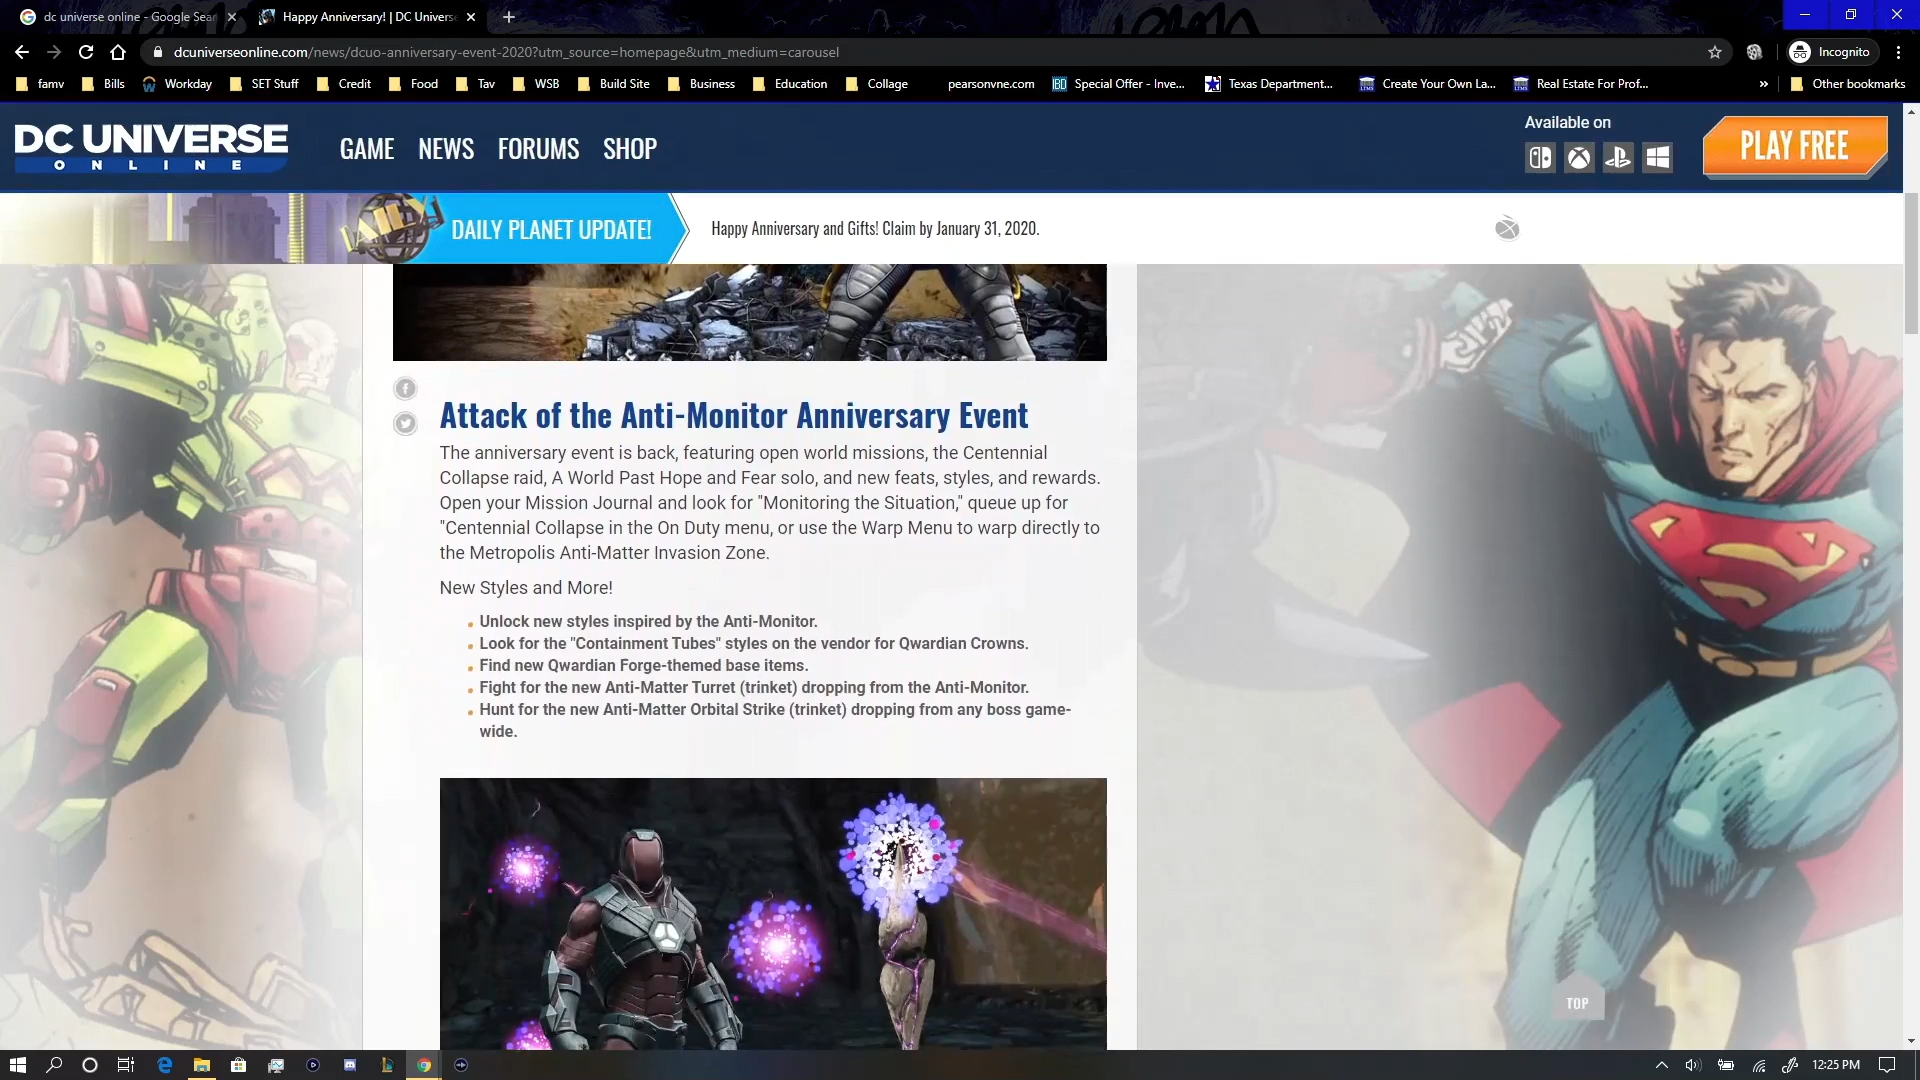 dc universe online - Google Sear
Happy Anniversary! | DC Universe
dcuniverseonline.com/news/dcuo-anniversary-event-2020?utm_source=homepage&utm_medium=carousel
Incognito
famv Bills Workday SET Stuff Credit Food Tav WSB Build Site Business Education Collage pearsonvne.com Special Offer - Inve... Texas Department... Create Your Own La... Real Estate For Prof... » Other bookmarks
DC UNIVERSE
ONLINE
GAME NEWS FORUMS SHOP
Available on
PLAY FREE
DAILY
DAILY PLANET UPDATE!
Happy Anniversary and Gifts! Claim by January 31, 2020.
Attack of the Anti-Monitor Anniversary Event
The anniversary event is back, featuring open world missions, the Centennial
Collapse raid, A World Past Hope and Fear solo, and new feats, styles, and rewards.
Open your Mission Journal and look for "Monitoring the Situation," queue up for
"Centennial Collapse in the On Duty menu, or use the Warp Menu to warp directly to
the Metropolis Anti-Matter Invasion Zone.
New Styles and More!
Unlock new styles inspired by the Anti-Monitor.
Look for the "Containment Tubes" styles on the vendor for Qwardian Crowns.
Find new Qwardian Forge-themed base items.
Fight for the new Anti-Matter Turret (trinket) dropping from the Anti-Monitor.
Hunt for the new Anti-Matter Orbital Strike (trinket) dropping from any boss game-
wide.
TOP
12:25 PM